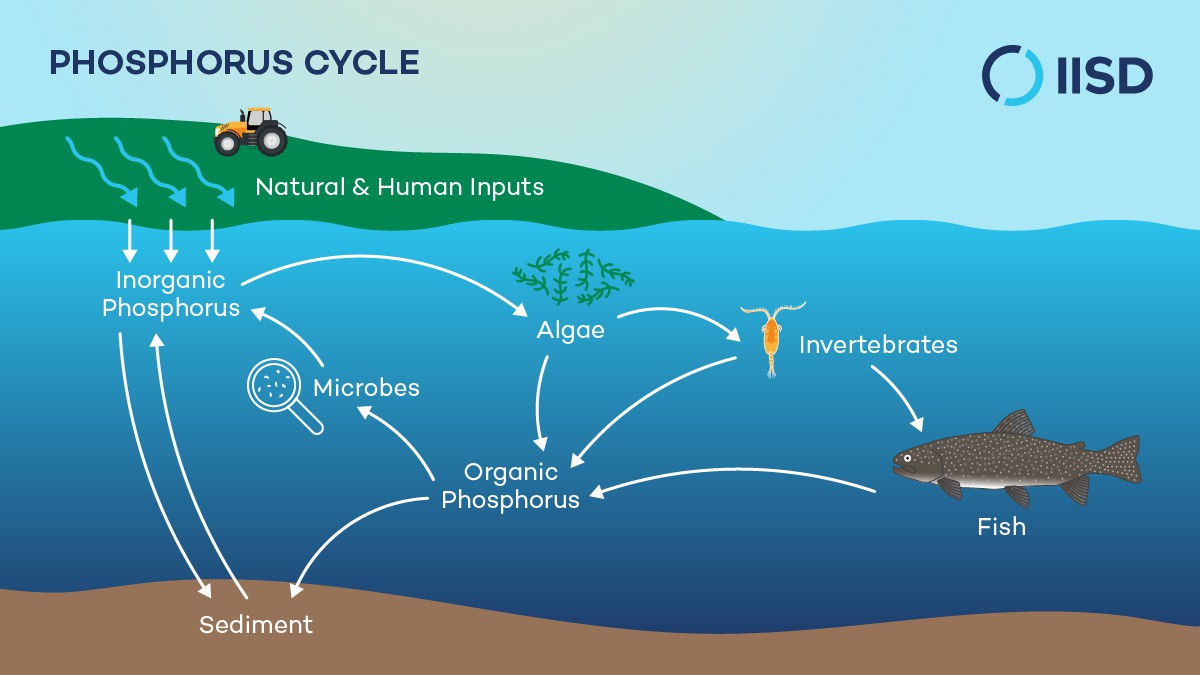 PHOSPHORUS CYCLE
IISD
Natural & Human Inputs
Inorganic
Phosphorus
Algae
Invertebrates
Microbes
Organic
Phosphorus
Fish
Sediment